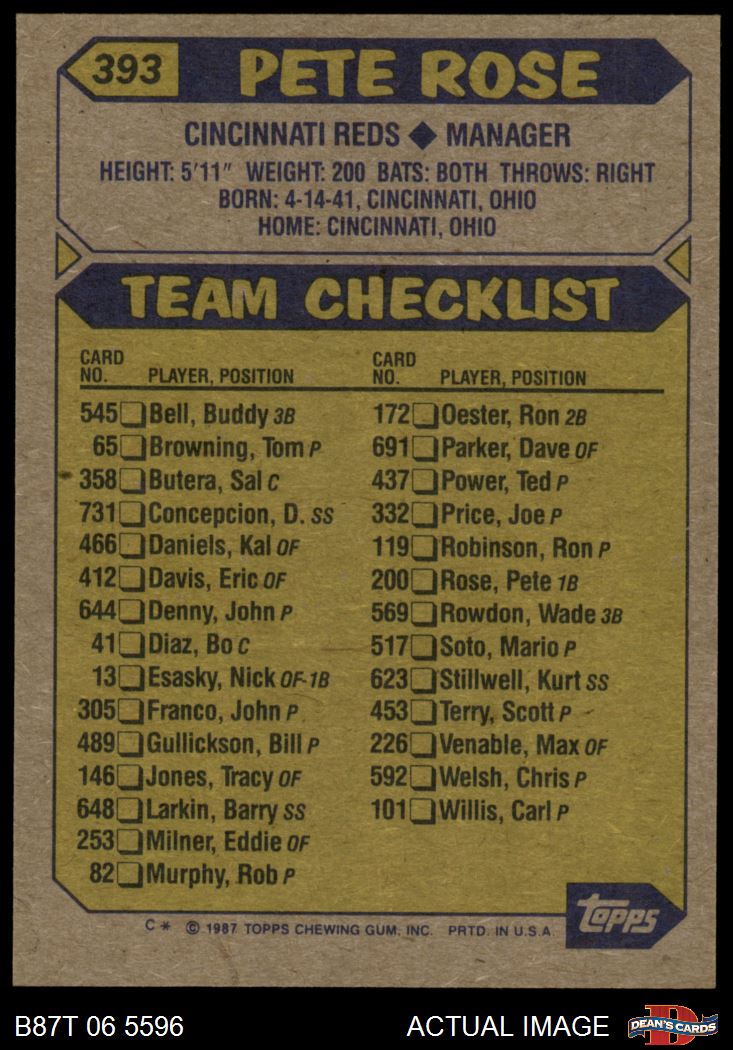 393 PETE ROSE
CINCINNATI REDS ◆ MANAGER
HEIGHT: 5'11" WEIGHT: 200 BATS: BOTH THROWS: RIGHT
BORN: 4-14-41, CINCINNATI, OHIO
HOME: CINCINNATI, OHIO
TEAM CHECKLIST
CARD
NO. PLAYER, POSITION
545 Bell, Buddy 3B
65 Browning, Tom P
358 Butera, Sal C
731 Concepcion, D. SS
466 Daniels, Kal OF
412 Davis, Eric OF
644 Denny, John P
41 Diaz, Bo C
13 Esasky, Nick OF-1B
305 Franco, John P
489 Gullickson, Bill P
146 Jones, Tracy OF
648 Larkin, Barry SS
253 Milner, Eddie OF
82 Murphy, Rob P
CARD
NO. PLAYER, POSITION
172 Oester, Ron 2B
691 Parker, Dave OF
437 Power, Ted P
332 Price, Joe P
119 Robinson, Ron P
200 Rose, Pete 1B
569 Rowdon, Wade 3B
517 Soto, Mario P
623 Stillwell, Kurt SS
453 Terry, Scott P
226 Venable, Max OF
592 Welsh, Chris P
101 Willis, Carl P
topps
C * © 1987 TOPPS CHEWING GUM, INC. PRTD. IN U.S.A.
B87T 06 5596 ACTUAL IMAGE D DEAN'S CARDS